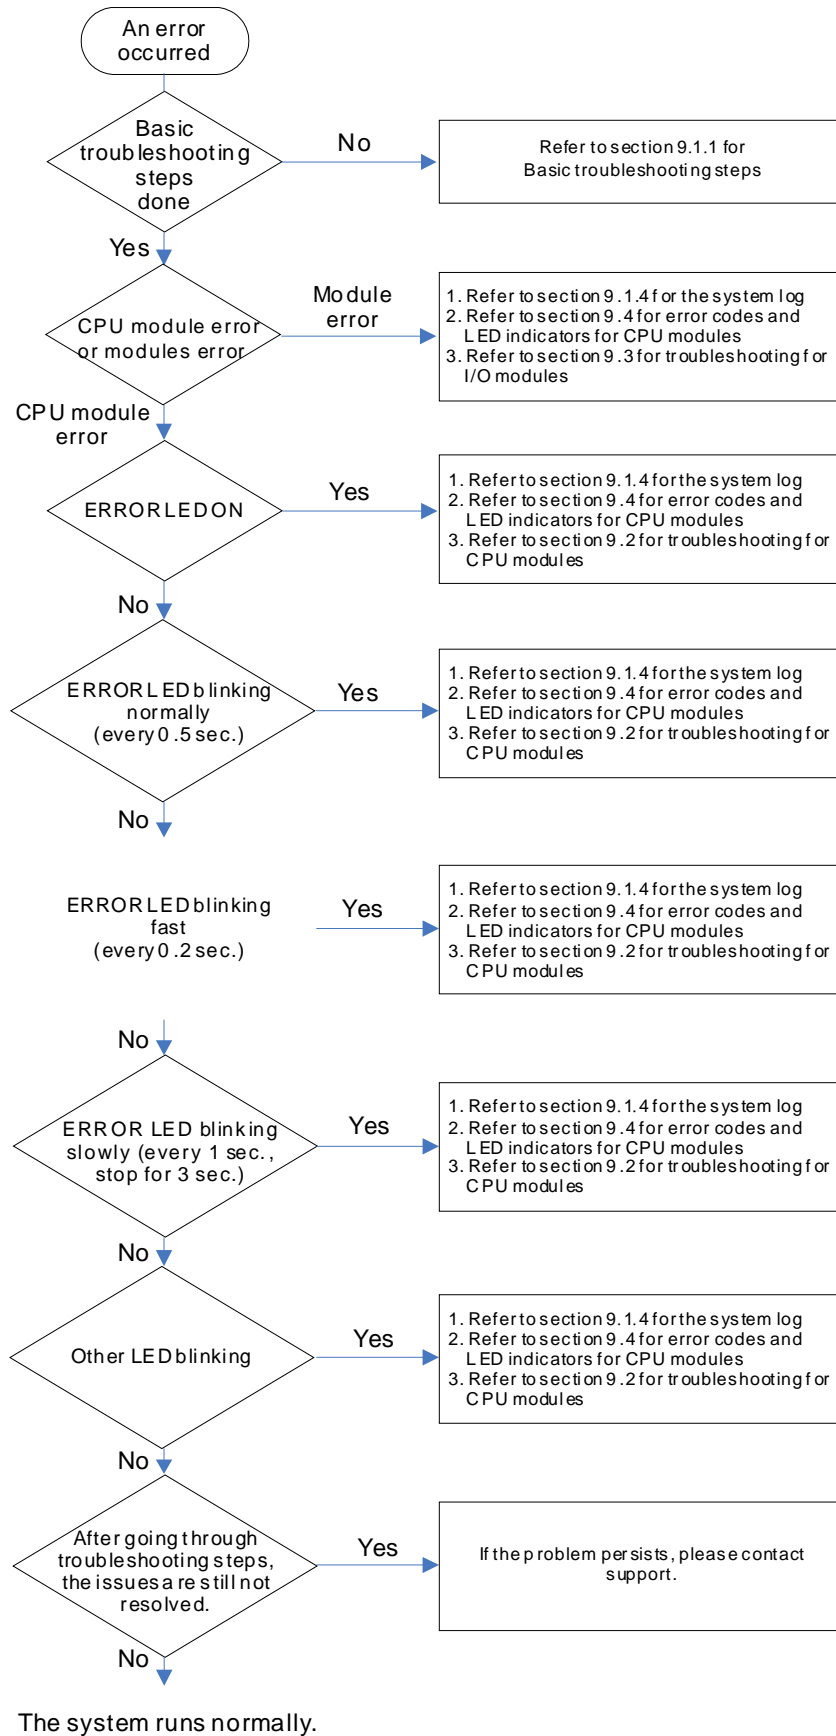 An error
occurred
Basic
troubleshooting
steps
done
No
Refer to section 9.1.1 for
Basic troubleshooting steps
Yes
CPU module error
or modules error
Module
error
1. Refer to section 9.1.4 for the system log
2. Refer to section 9.4 for error codes and
LED indicators for CPU modules
3. Refer to section 9.3 for troubleshooting for
I/O modules
CPU module
error
ERROR LED ON
Yes
1. Refer to section 9.1.4 for the system log
2. Refer to section 9.4 for error codes and
LED indicators for CPU modules
3. Refer to section 9.2 for troubleshooting for
CPU modules
No
ERROR LED blinking
normally
(every 0.5 sec.)
Yes
1. Refer to section 9.1.4 for the system log
2. Refer to section 9.4 for error codes and
LED indicators for CPU modules
3. Refer to section 9.2 for troubleshooting for
CPU modules
No
ERROR LED blinking
fast
(every 0.2 sec.)
Yes
1. Refer to section 9.1.4 for the system log
2. Refer to section 9.4 for error codes and
LED indicators for CPU modules
3. Refer to section 9.2 for troubleshooting for
CPU modules
No
ERROR LED blinking
slowly (every 1 sec.,
stop for 3 sec.)
Yes
1. Refer to section 9.1.4 for the system log
2. Refer to section 9.4 for error codes and
LED indicators for CPU modules
3. Refer to section 9.2 for troubleshooting for
CPU modules
No
Other LED blinking
Yes
1. Refer to section 9.1.4 for the system log
2. Refer to section 9.4 for error codes and
LED indicators for CPU modules
3. Refer to section 9.2 for troubleshooting for
CPU modules
No
After going through
troubleshooting steps,
the issues are still not
resolved.
Yes
If the problem persists, please contact
support.
No
The system runs normally.